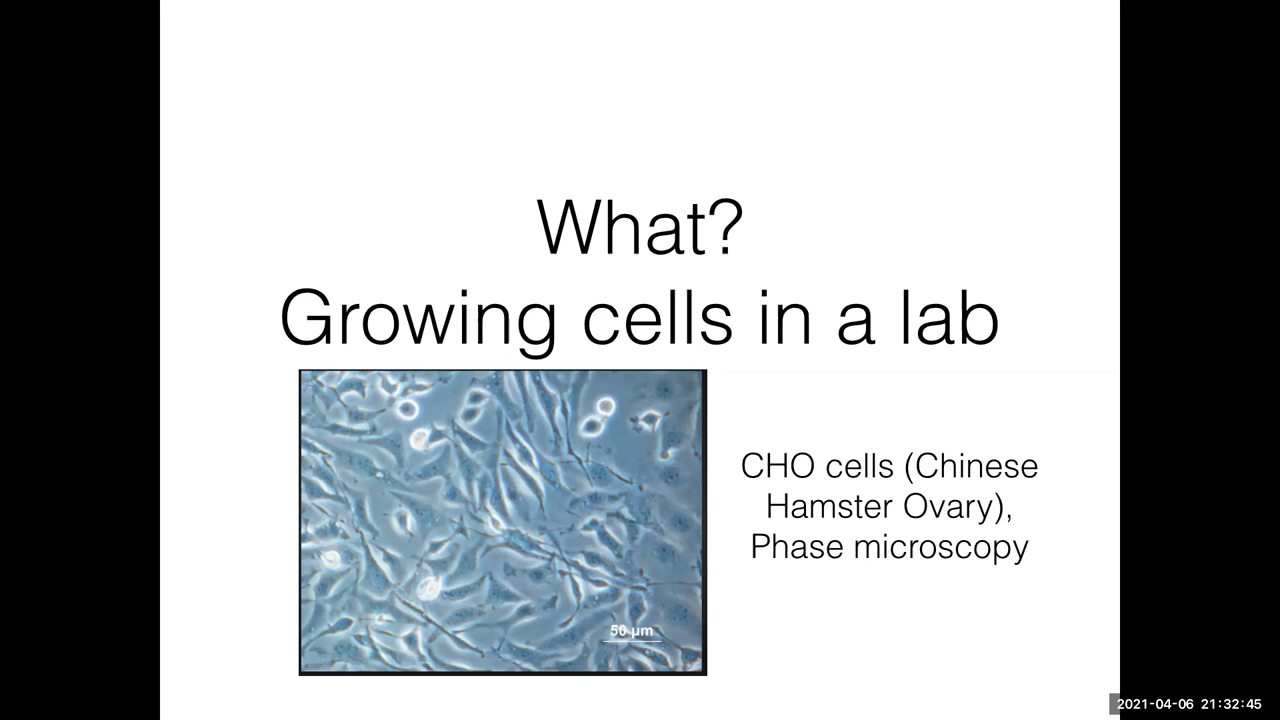 What?
Growing cells in a lab
CHO cells (Chinese
Hamster Ovary),
Phase microscopy
50 µm
2021-04-06 21:32:45